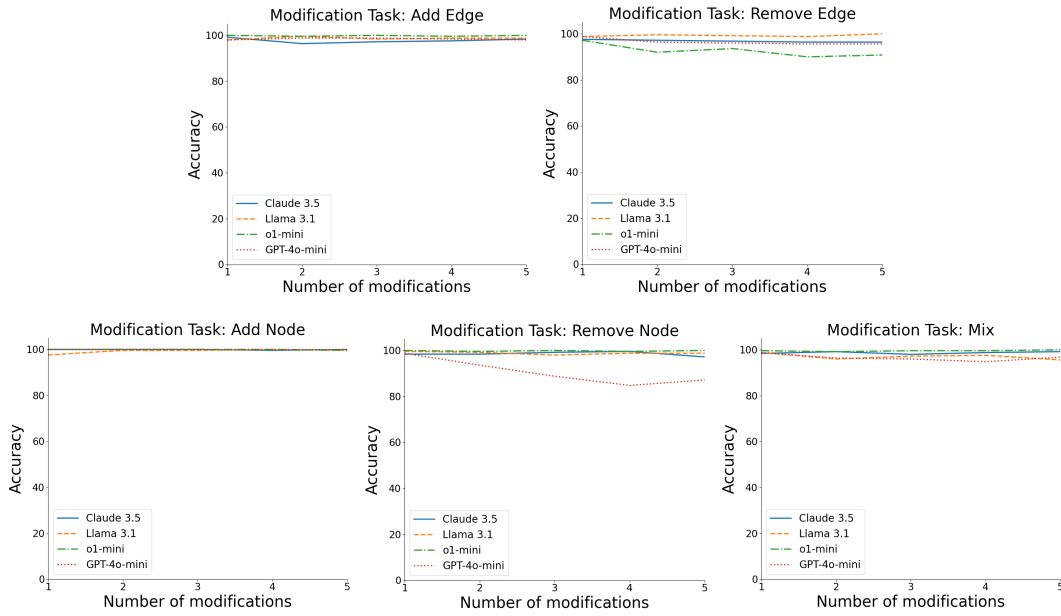 Modification Task: Add Edge
100
80
60
40
20
0
Accuracy
Claude 3.5
Llama 3.1
o1-mini
GPT-4o-mini
1 2 3 4 5
Number of modifications
Modification Task: Remove Edge
100
80
60
40
20
0
Accuracy
Claude 3.5
Llama 3.1
o1-mini
GPT-4o-mini
1 2 3 4 5
Number of modifications
Modification Task: Add Node
100
80
60
40
20
0
Accuracy
Claude 3.5
Llama 3.1
o1-mini
GPT-4o-mini
1 2 3 4 5
Number of modifications
Modification Task: Remove Node
100
80
60
40
20
0
Accuracy
Claude 3.5
Llama 3.1
o1-mini
GPT-4o-mini
1 2 3 4 5
Number of modifications
Modification Task: Mix
100
80
60
40
20
0
Accuracy
Claude 3.5
Llama 3.1
o1-mini
GPT-4o-mini
1 2 3 4 5
Number of modifications